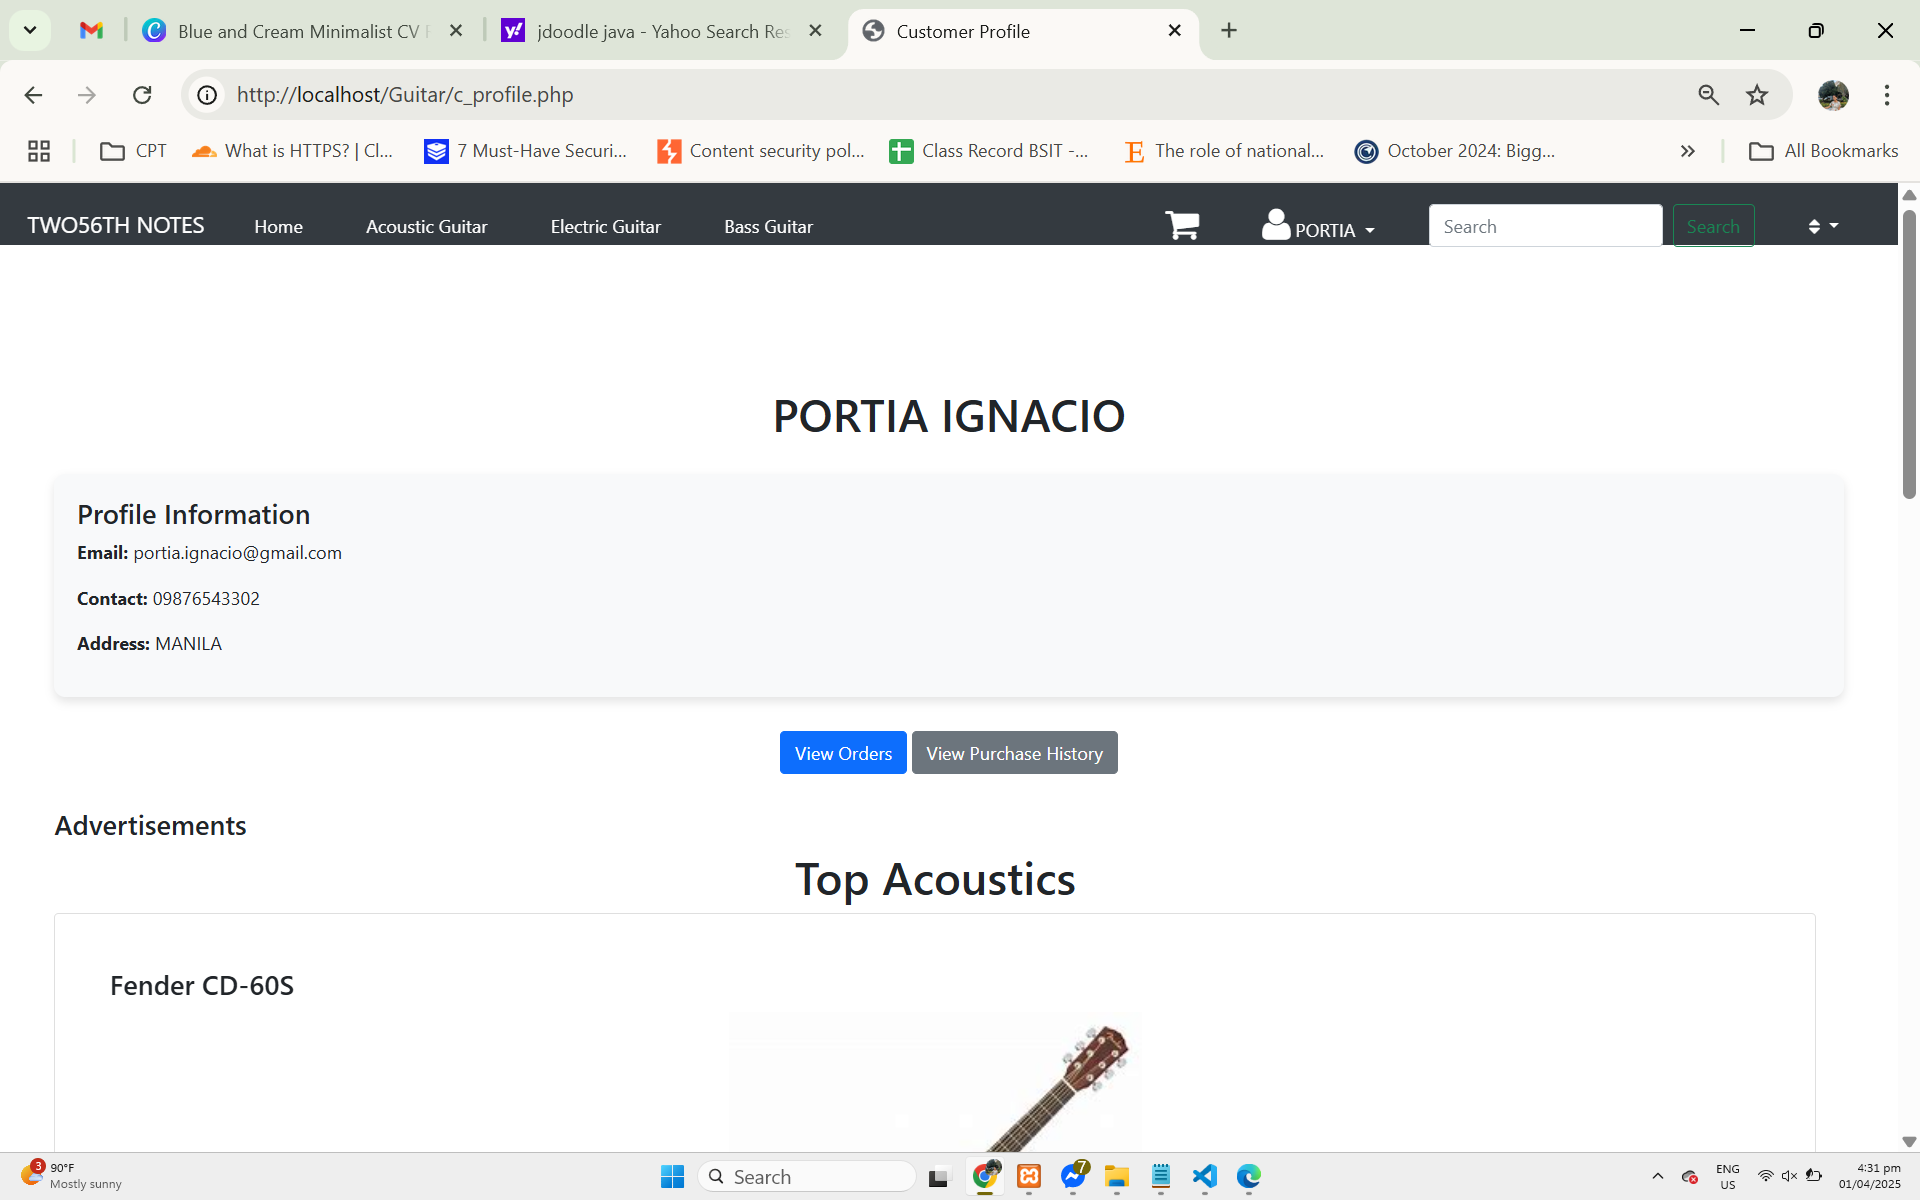 Blue and Cream Minimalist CV
jdoodle java - Yahoo Search Res
Customer Profile
http://localhost/Guitar/c_profile.php
CPT
What is HTTPS? | Cl...
7 Must-Have Securi...
Content security pol...
Class Record BSIT -...
The role of national...
October 2024: Bigg...
All Bookmarks
TWO56TH NOTES
Home
Acoustic Guitar
Electric Guitar
Bass Guitar
PORTIA
Search
Search
PORTIA IGNACIO
Profile Information
Email: portia.ignacio@gmail.com
Contact: 09876543302
Address: MANILA
View Orders
View Purchase History
Advertisements
Top Acoustics
Fender CD-60S
3
90°F
Mostly sunny
Search
7
ENG
US
4:31 pm
01/04/2025